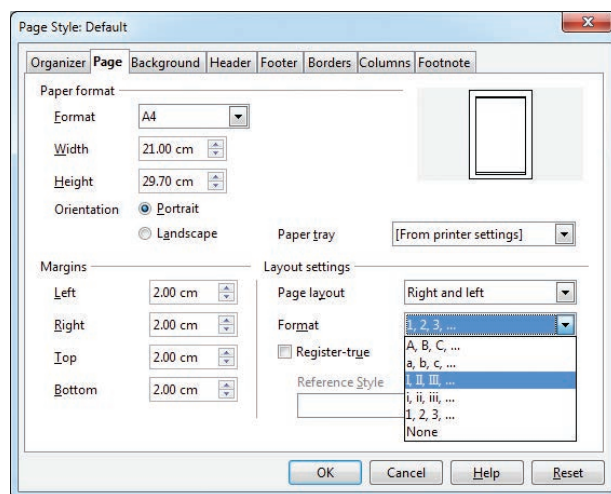 Page Style: Default
Organizer Page Background Header Footer Borders Columns Footnote
Paper format
Format A4
Width 21.00 cm
Height 29.70 cm
Orientation Portrait
Landscape Paper tray [From printer settings]
Margins Layout settings
Left 2.00 cm Page layout Right and left
Right 2.00 cm Format 1, 2, 3, ...
Top 2.00 cm Register-true A, B, C, ...
a, b, c, ...
Bottom 2.00 cm Reference Style I, II, III, ...
i, ii, iii, ...
1, 2, 3, ...
None
OK Cancel Help Reset